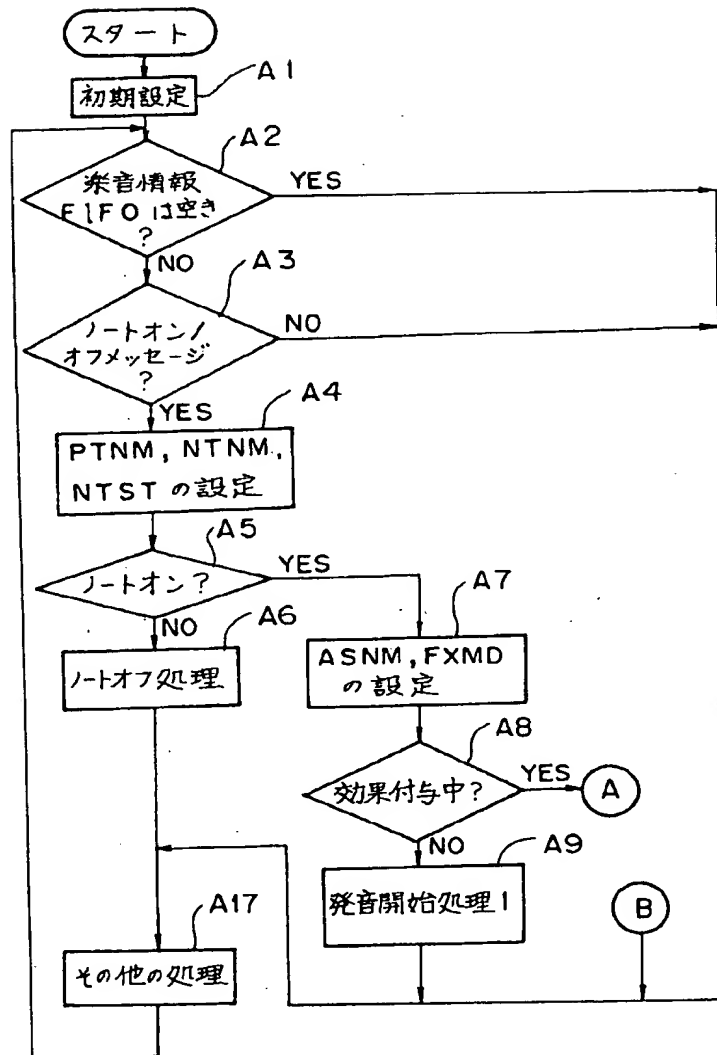 スタート
A1
初期設定
A2
楽音情報
FIFOは空き
?
YES
NO
A3
ノートオン/
オフメッセージ
?
NO
YES
A4
PTNM, NTNM,
NTST の設定
A5
ノートオン?
YES
NO
A6
ノートオフ処理
A7
ASNM, FXMD
の設定
A8
効果付与中?
YES
A
NO
A9
発音開始処理1
B
A17
その他の処理